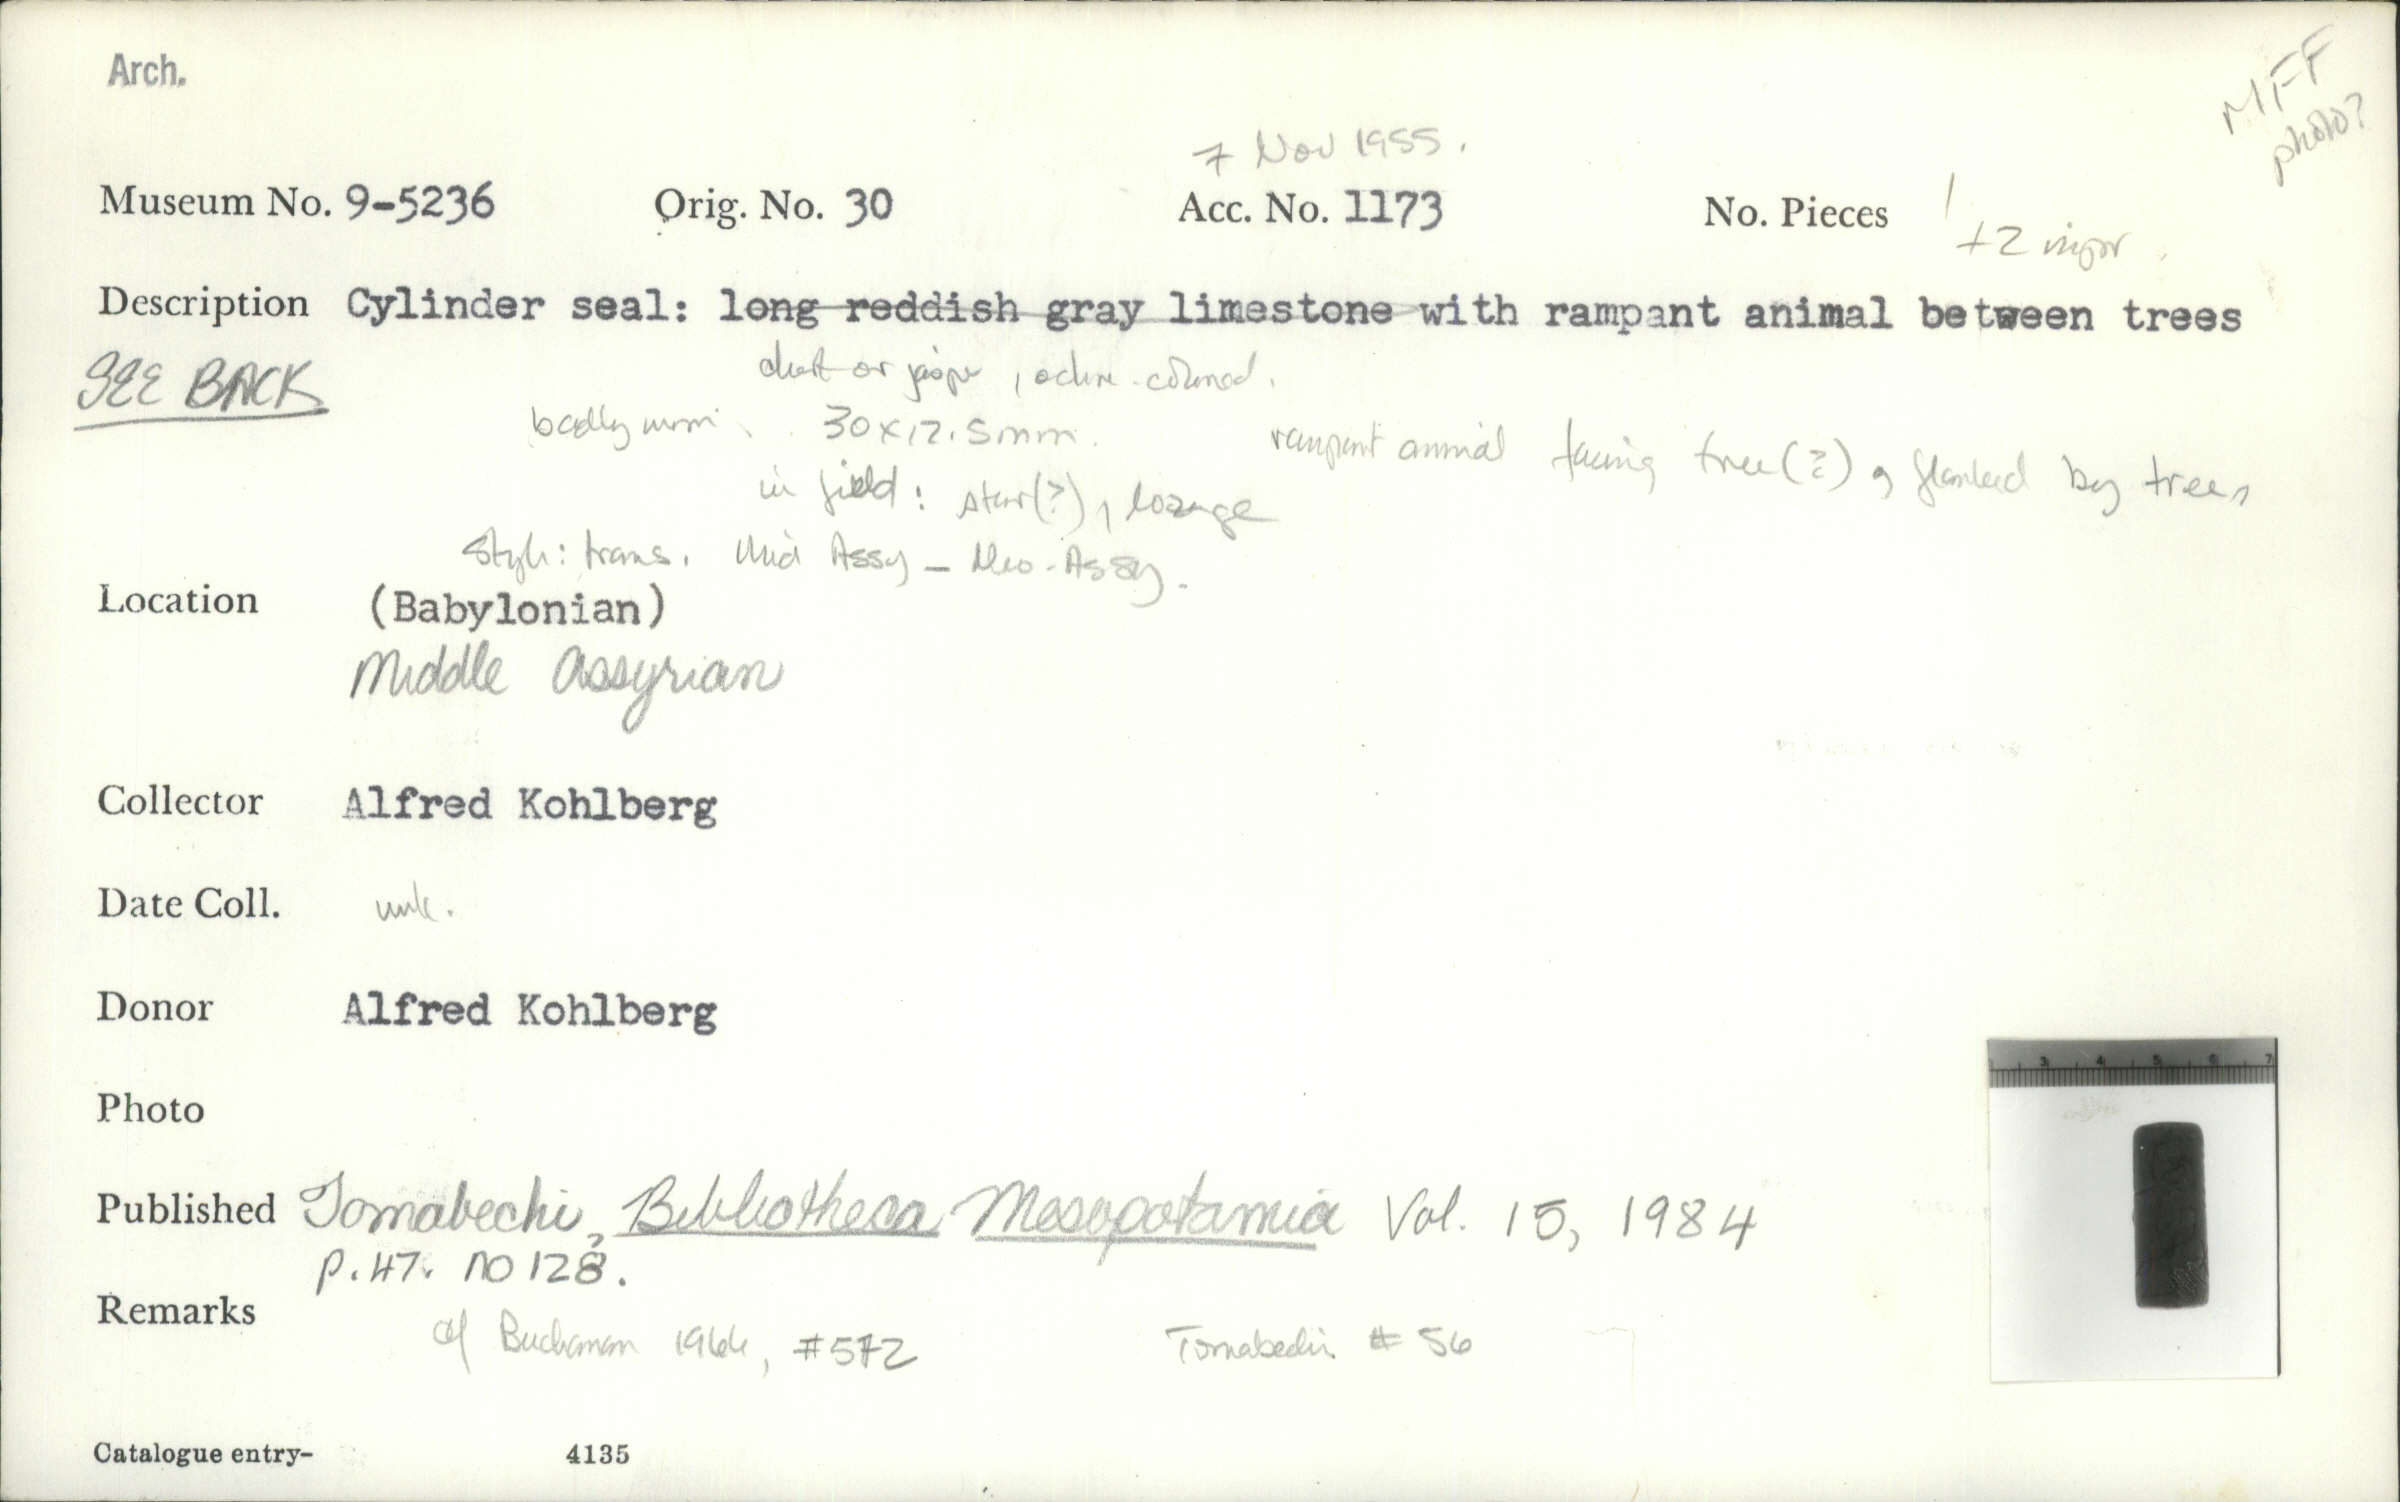 Arch.
MFF
photo?
7 Nov 1955.
Museum No. 9-5236 Orig. No. 30 Acc. No. 1173 No. Pieces 1
+2 impr.
Description Cylinder seal: long reddish gray limestone with rampant animal between trees
SEE BACK
chert or jasper, ochre-colored.
badly worn. 30x12.5mm. rampant animal facing tree(?), flanked by trees
in field: star(?), lozenge
Style: trans. Mid Assy - Neo-Assy.
Location (Babylonian)
Middle Assyrian
Collector Alfred Kohlberg
Date Coll. unk.
Donor Alfred Kohlberg
Photo
3 4 5 6 7
Published Tomabechi, Bibliotheca Mesopotamia Vol. 15, 1984
p.47. no 128.
Remarks
cf Buchanan 1966, #572 Tomabechi # 56
Catalogue entry- 4135